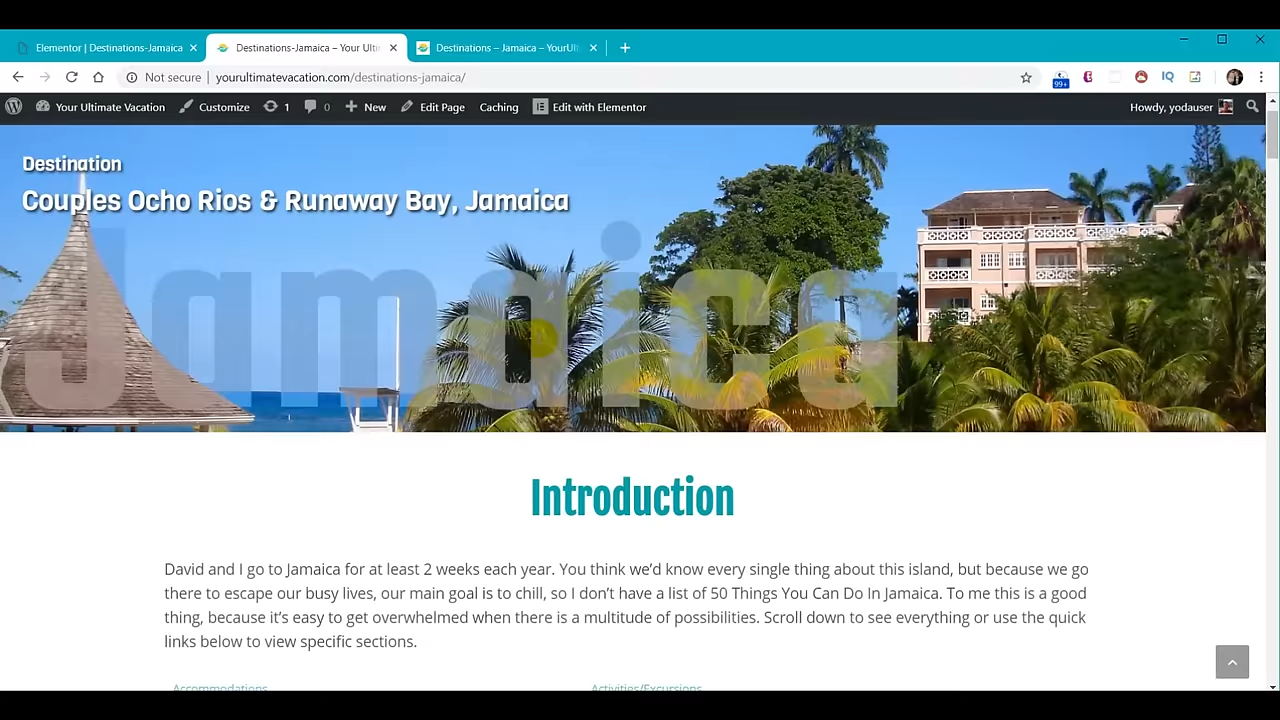 Elementor | Destinations-Jamaica
Destinations-Jamaica – Your Ulti
Destinations – Jamaica – YourUlt
Not secure
yourultimatevacation.com/destinations-jamaica/
99+
IQ
Your Ultimate Vacation
Customize
1
0
New
Edit Page
Caching
Edit with Elementor
Howdy, yodauser
Destination
Couples Ocho Rios & Runaway Bay, Jamaica
Jamaica
Introduction
David and I go to Jamaica for at least 2 weeks each year. You think we’d know every single thing about this island, but because we go
there to escape our busy lives, our main goal is to chill, so I don’t have a list of 50 Things You Can Do In Jamaica. To me this is a good
thing, because it’s easy to get overwhelmed when there is a multitude of possibilities. Scroll down to see everything or use the quick
links below to view specific sections.
Accommodations
Activities/Excursions